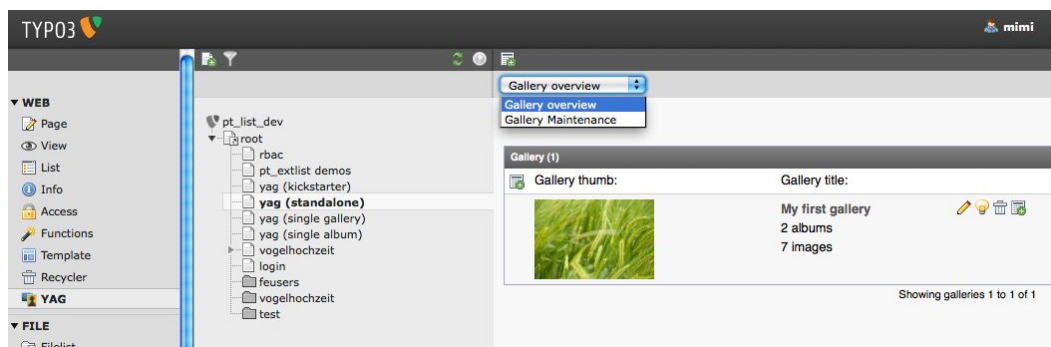 TYPO3
mimi
Gallery overview
Gallery overview
Gallery Maintenance
WEB
Page
View
List
Info
Access
Functions
Template
Recycler
YAG
FILE
Filelist
pt_list_dev
root
rbac
pt_extlist demos
yag (kickstarter)
yag (standalone)
yag (single gallery)
yag (single album)
vogelhochzeit
login
feusers
vogelhochzeit
test
Gallery (1)
Gallery thumb:
Gallery title:
My first gallery
2 albums
7 images
Showing galleries 1 to 1 of 1